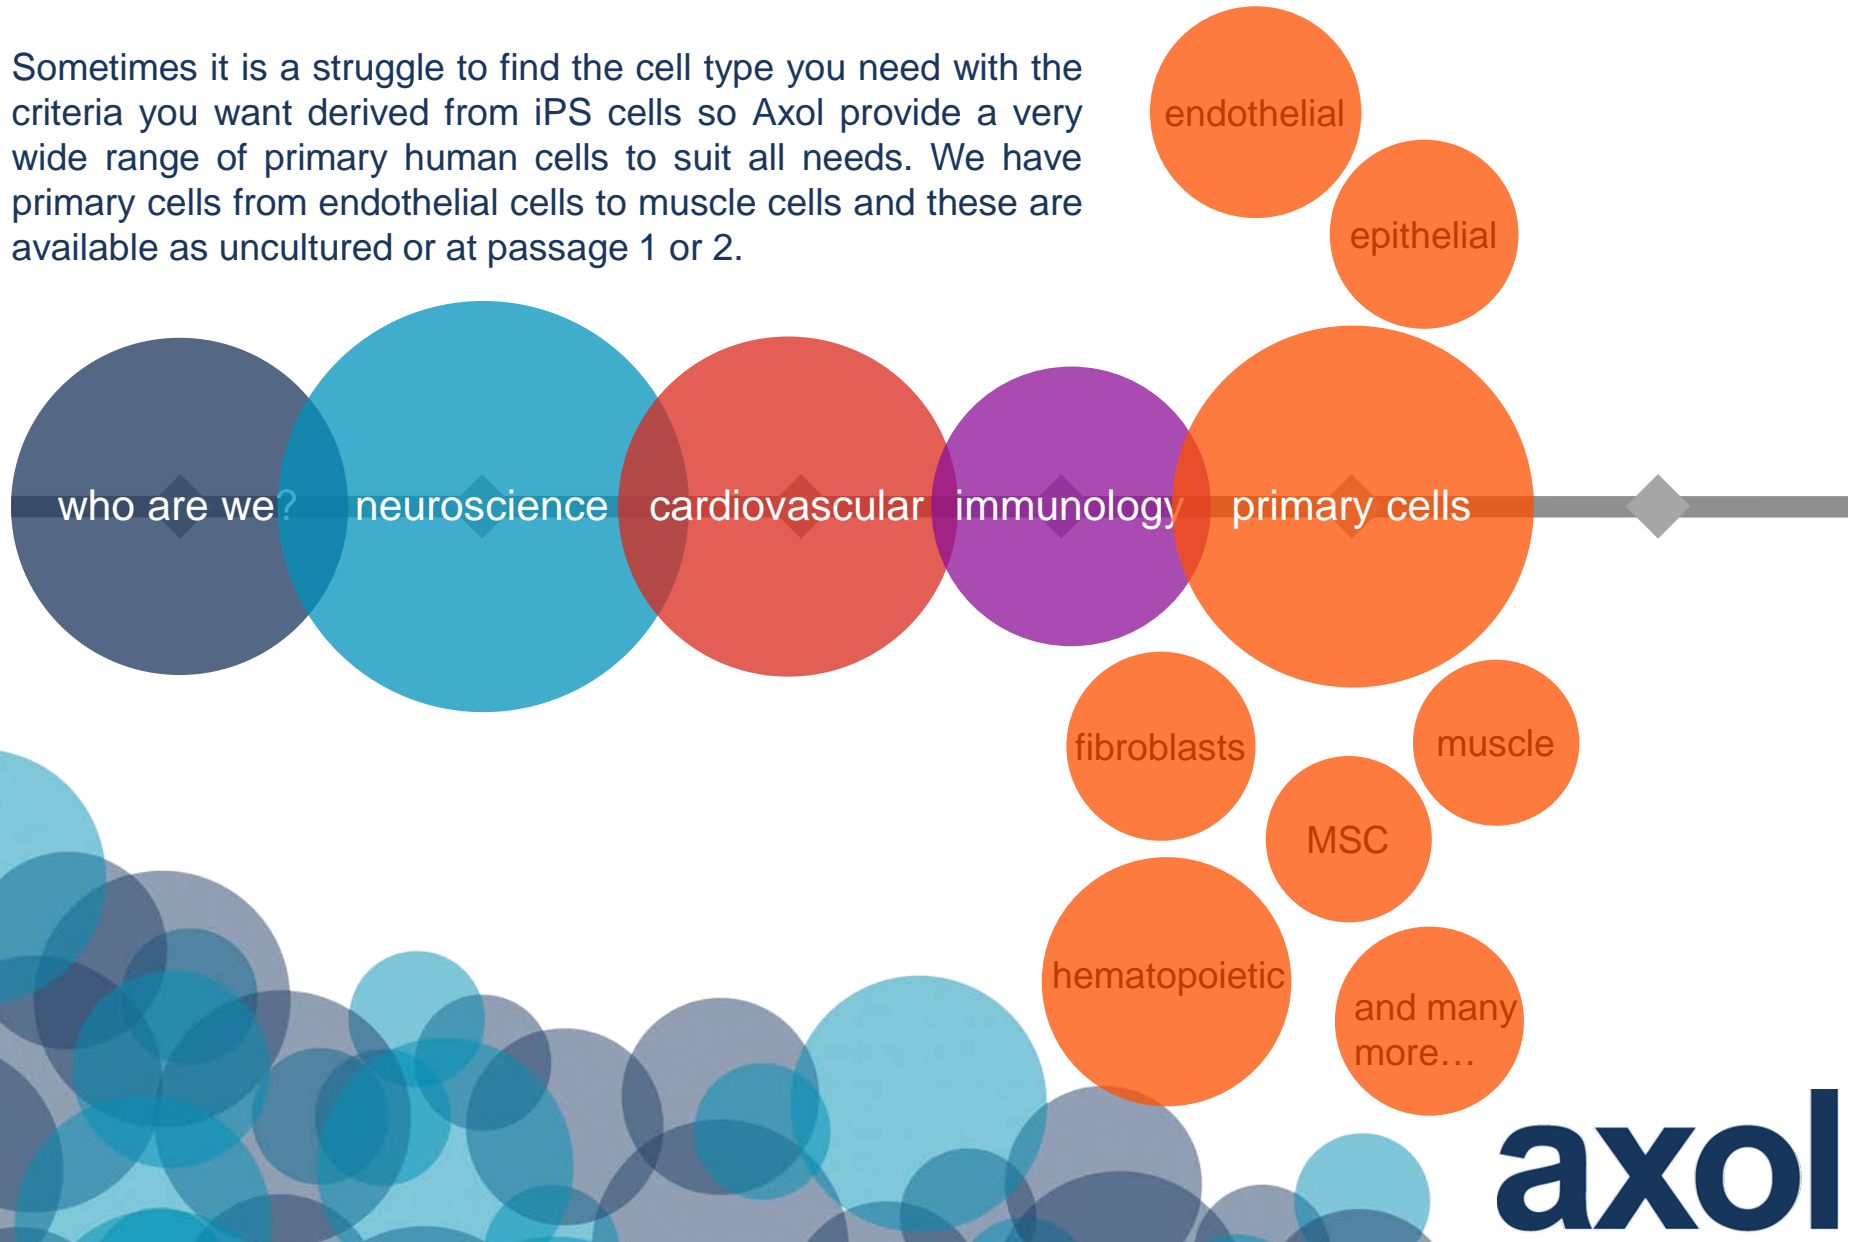 Sometimes it is a struggle to find the cell type you need with the
criteria you want derived from iPS cells so Axol provide a very
wide range of primary human cells to suit all needs. We have
primary cells from endothelial cells to muscle cells and these are
available as uncultured or at passage 1 or 2.
endothelial
epithelial
who are we?
neuroscience
cardiovascular
immunology
primary cells
fibroblasts
muscle
MSC
hematopoietic
and many
more…
axol